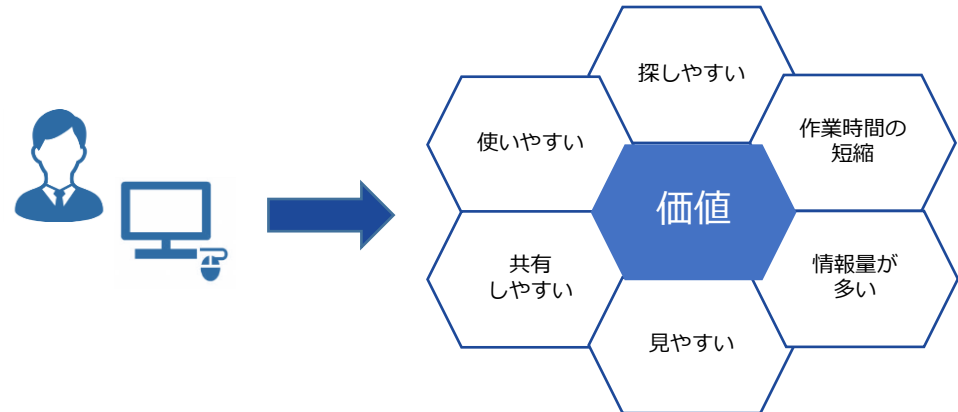 探しやすい
使いやすい
作業時間の
短縮
価値
共有
しやすい
情報量が
多い
見やすい